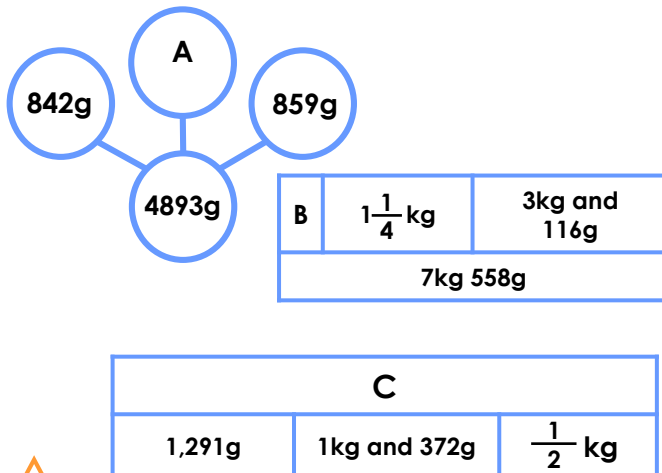 A
842g
859g
4893g
B
1 1/4 kg
3kg and
116g
7kg 558g
C
1,291g
1kg and 372g
1/2 kg